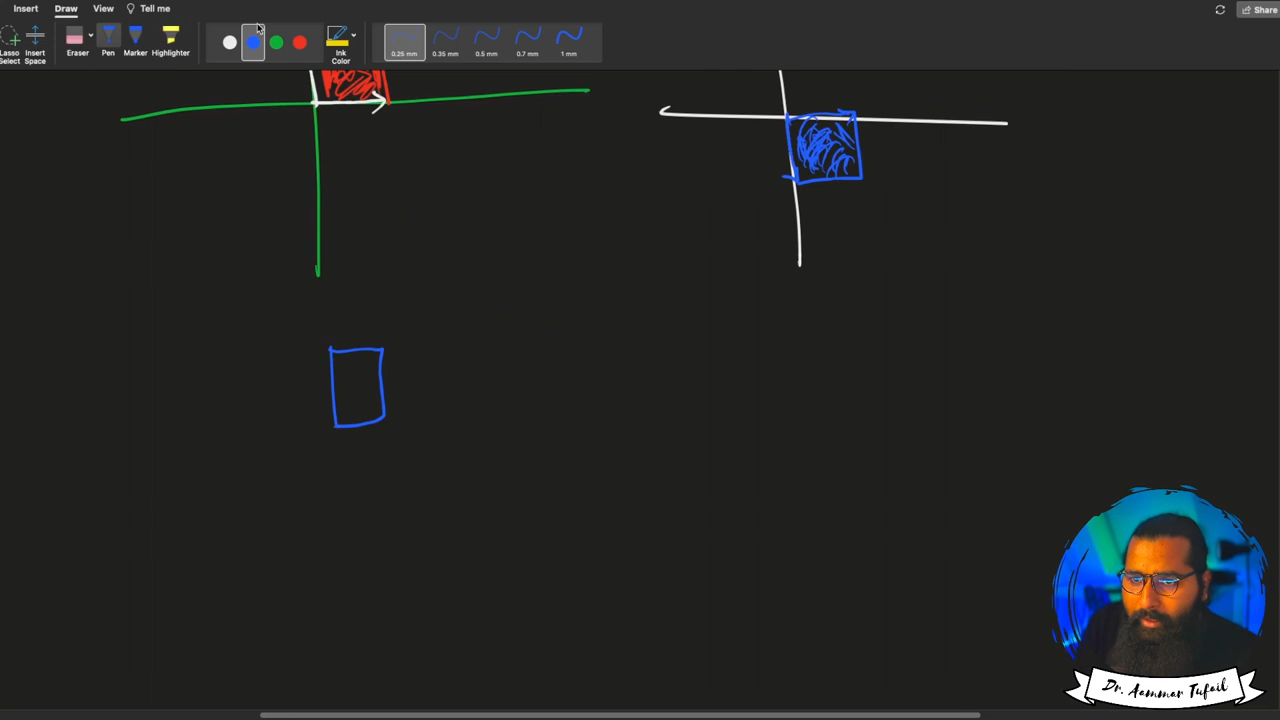 Insert Draw View Tell me Share
Lasso Select
Insert Space
Eraser
Pen
Marker
Highlighter
Ink Color
0.25 mm
0.35 mm
0.5 mm
0.7 mm
1 mm
Dr. Aammar Tufail